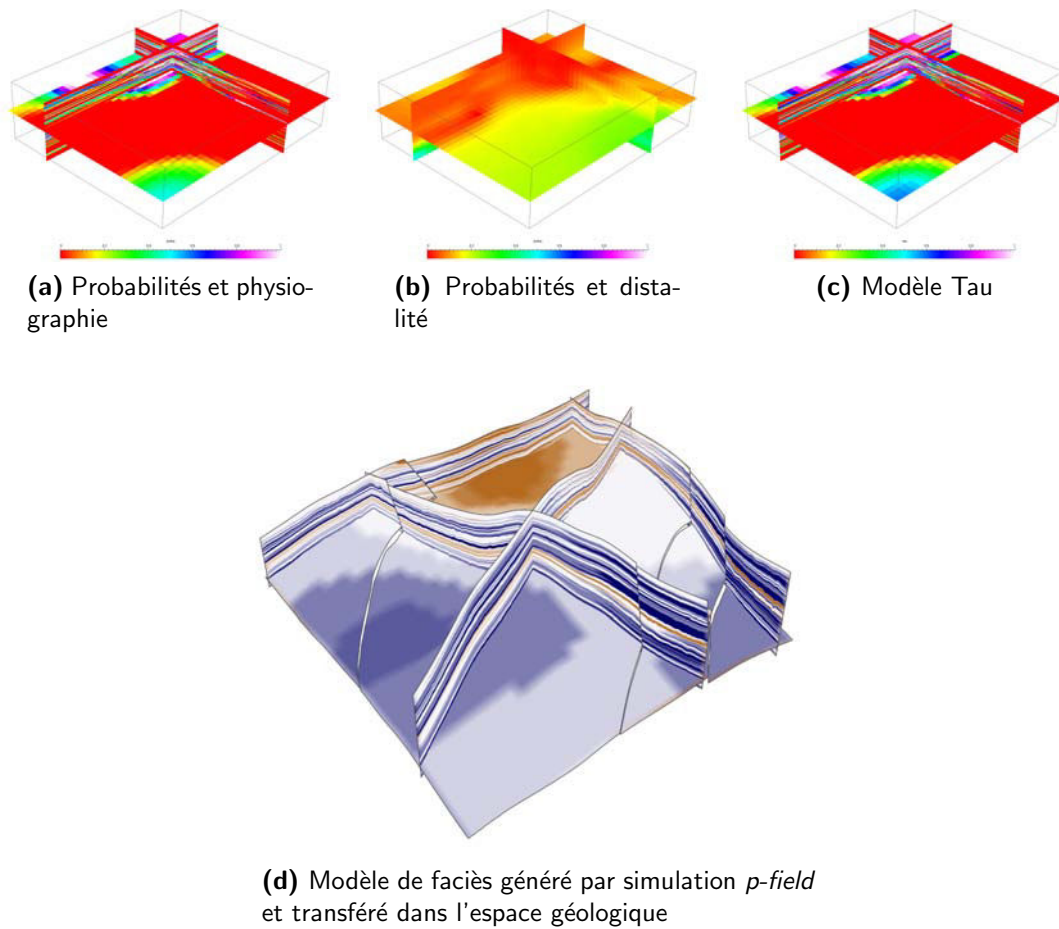 (a) Probabilités et physio-
graphie
(b) Probabilités et dista-
lité
(c) Modèle Tau
(d) Modèle de faciès généré par simulation p-field
et transféré dans l'espace géologique